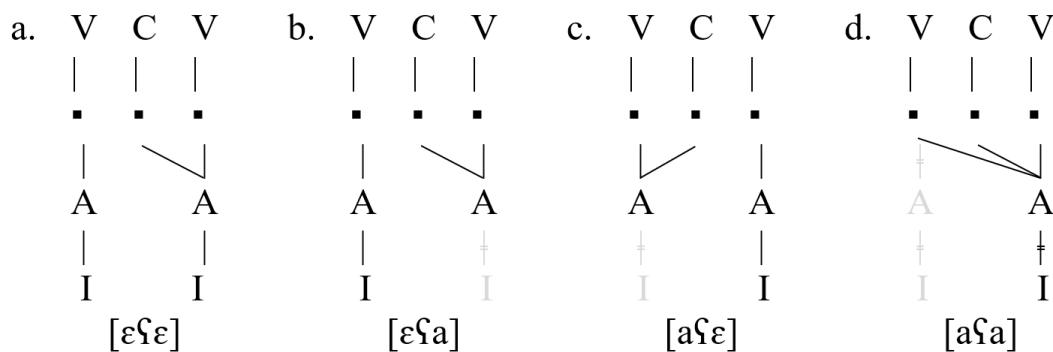 a. V C V b. V C V c. V C V d. V C V
A A A A A A A A
I I I I I I I I
[ɛʕɛ] [ɛʕa] [aʕɛ] [aʕa]